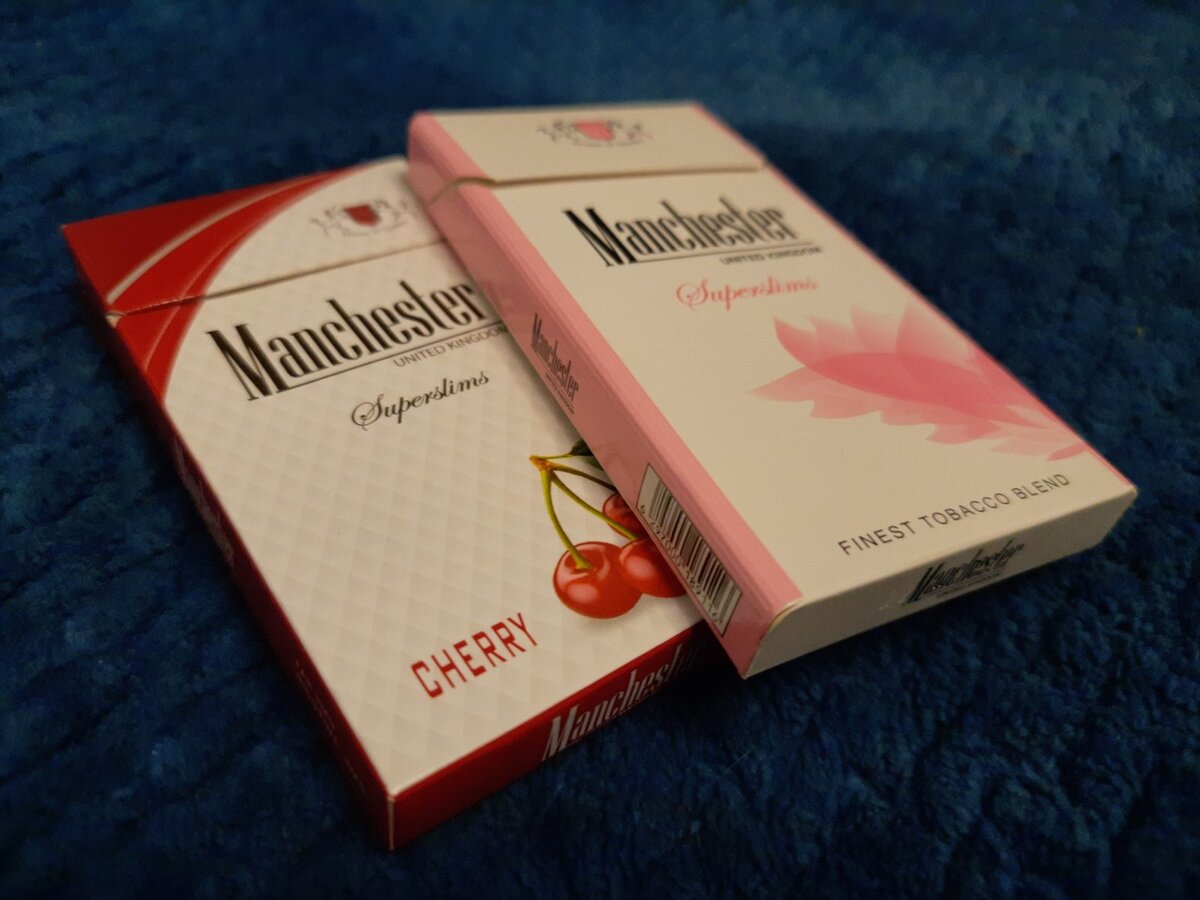 Manchester
UNITED KINGDOM
Superslims
CHERRY
Manchester
Manchester
UNITED KINGDOM
Superslims
FINEST TOBACCO BLEND
Manchester
Manchester